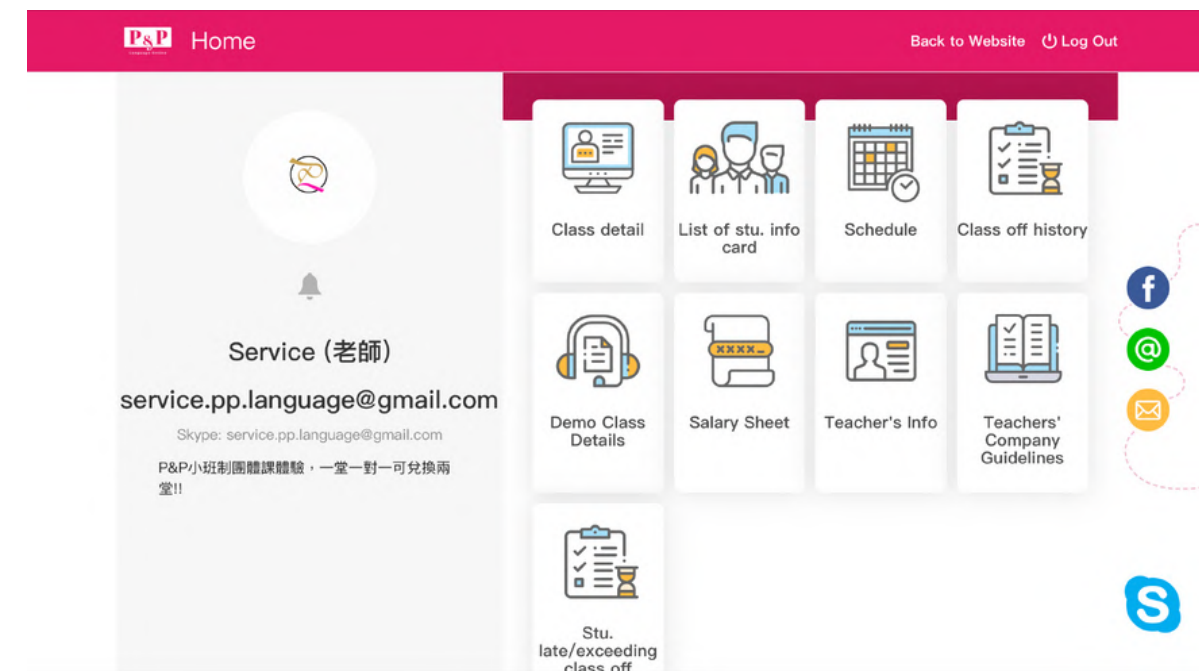 P&P
Home
Back to Website
Log Out
Class detail
List of stu. info
card
Schedule
Class off history
Service (老師)
service.pp.language@gmail.com
Skype: service.pp.language@gmail.com
P&P小班制團體課體驗，一堂一對一可兌換兩
堂!!
XXXX_
Demo Class
Details
Salary Sheet
Teacher's Info
Teachers'
Company
Guidelines
Stu.
late/exceeding
class off